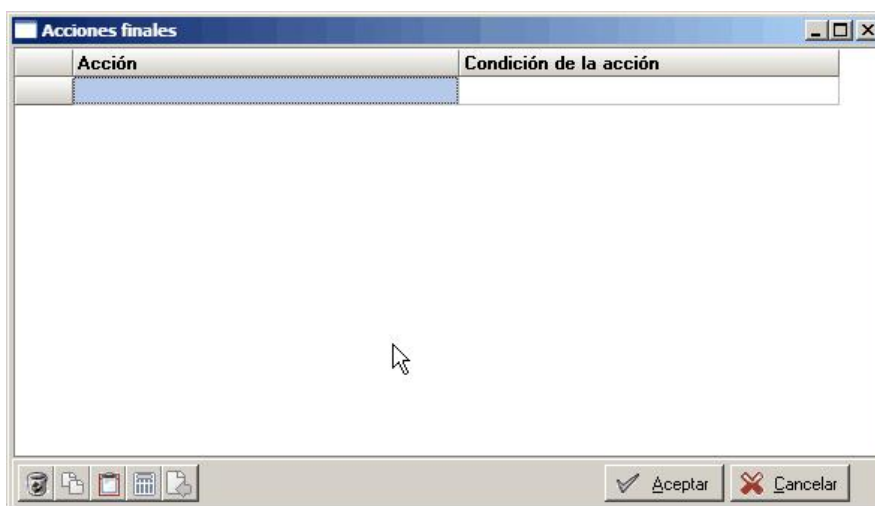 Acciones finales
Acción Condición de la acción
Aceptar Cancelar